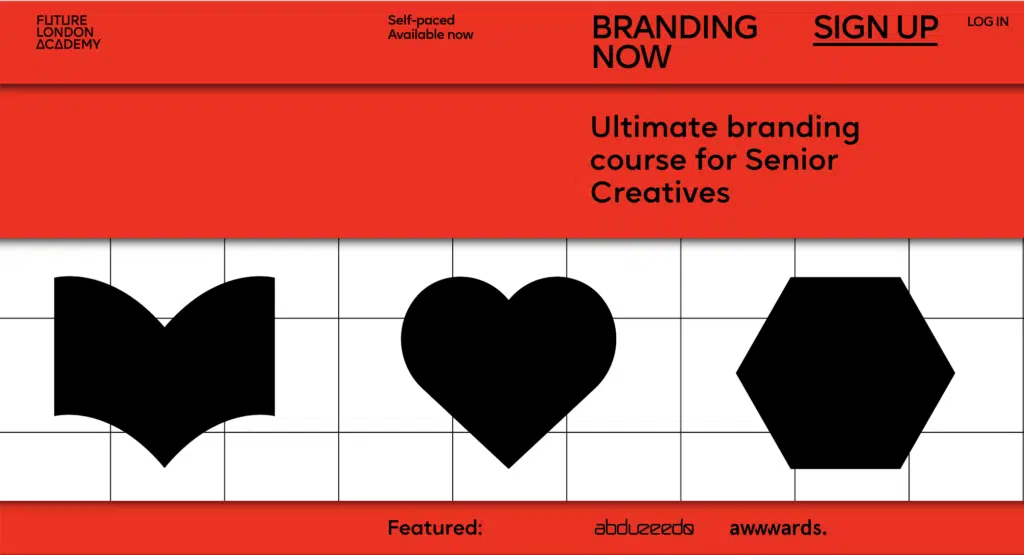 FUTURE
LONDON
ACADEMY
Self-paced
Available now
BRANDING
NOW
SIGN UP
LOG IN
Ultimate branding
course for Senior
Creatives
Featured:
abduzeedo
awwwards.